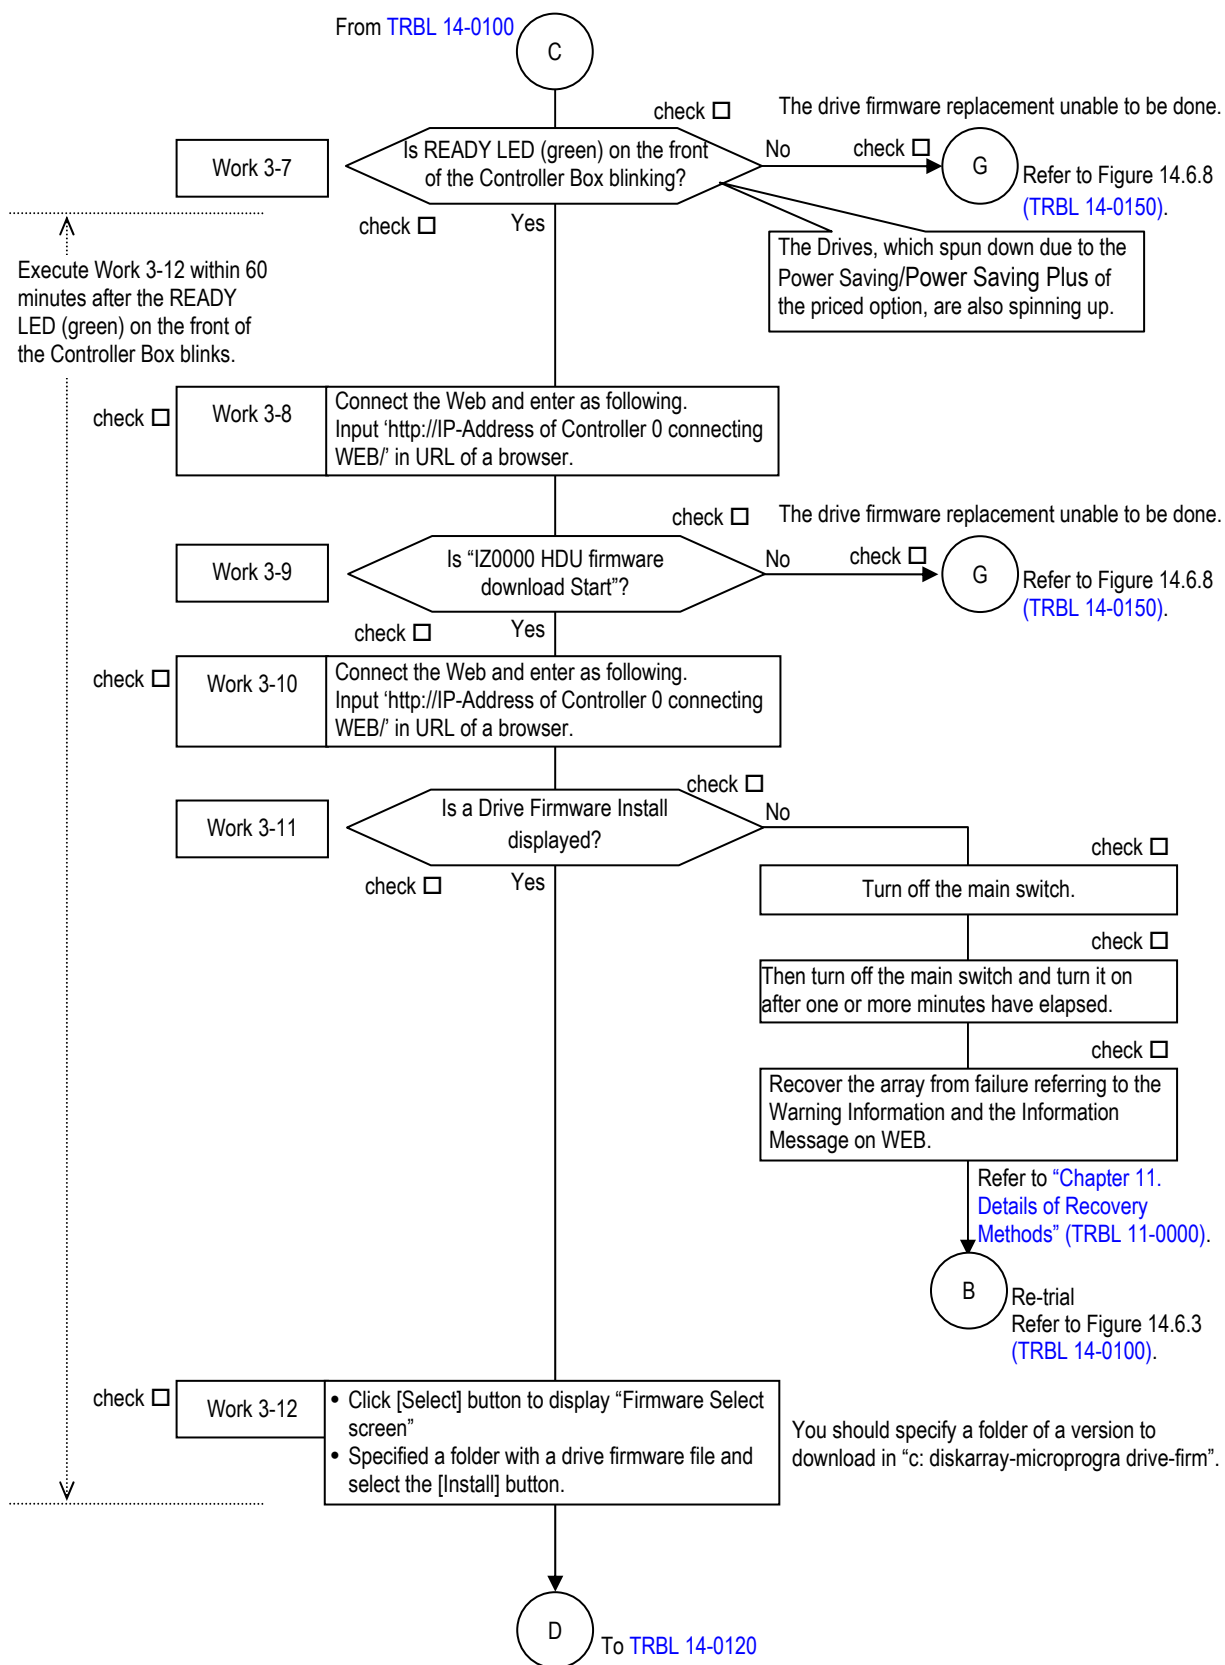 From TRBL 14-0100
C
check □
The drive firmware replacement unable to be done.
Work 3-7
Is READY LED (green) on the front
of the Controller Box blinking?
No
check □
G
Refer to Figure 14.6.8
(TRBL 14-0150).
check □
Yes
The Drives, which spun down due to the
Power Saving/Power Saving Plus of
the priced option, are also spinning up.
Execute Work 3-12 within 60
minutes after the READY
LED (green) on the front of
the Controller Box blinks.
check □
Work 3-8
Connect the Web and enter as following.
Input ‘http://IP-Address of Controller 0 connecting
WEB/’ in URL of a browser.
check □
The drive firmware replacement unable to be done.
Work 3-9
Is “IZ0000 HDU firmware
download Start”?
No
check □
G
Refer to Figure 14.6.8
(TRBL 14-0150).
check □
Yes
check □
Work 3-10
Connect the Web and enter as following.
Input ‘http://IP-Address of Controller 0 connecting
WEB/’ in URL of a browser.
check □
Work 3-11
Is a Drive Firmware Install
displayed?
No
check □
Yes
check □
Turn off the main switch.
check □
Then turn off the main switch and turn it on
after one or more minutes have elapsed.
check □
Recover the array from failure referring to the
Warning Information and the Information
Message on WEB.
Refer to “Chapter 11.
Details of Recovery
Methods” (TRBL 11-0000).
B
Re-trial
Refer to Figure 14.6.3
(TRBL 14-0100).
check □
Work 3-12
• Click [Select] button to display “Firmware Select
screen”
• Specified a folder with a drive firmware file and
select the [Install] button.
You should specify a folder of a version to
download in “c: diskarray-microprogra drive-firm”.
D
To TRBL 14-0120